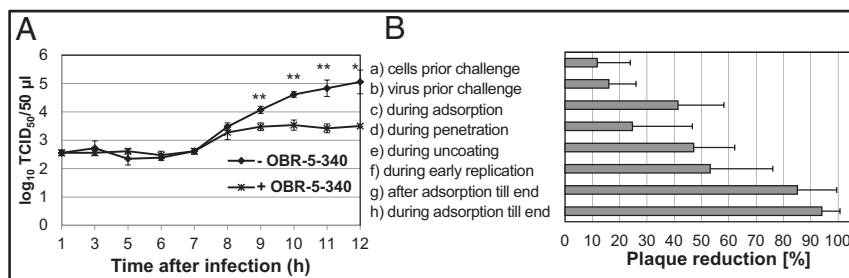 A
6
5
4
3
2
1
0
log10 TCID50/50 µl
** ** ** *
- OBR-5-340
+ OBR-5-340
1 3 5 6 7 8 9 10 11 12
Time after infection (h)
B
a) cells prior challenge
b) virus prior challenge
c) during adsorption
d) during penetration
e) during uncoating
f) during early replication
g) after adsorption till end
h) during adsorption till end
0 10 20 30 40 50 60 70 80 90 100
Plaque reduction [%]